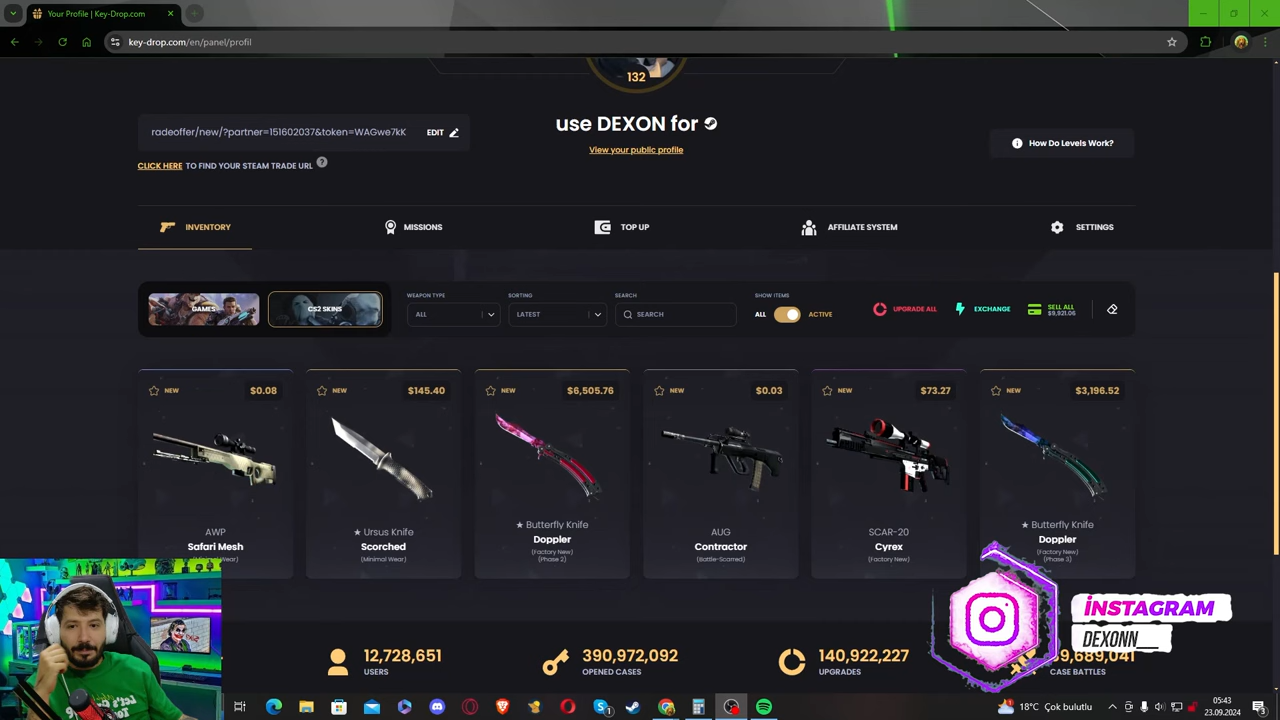 Your Profile | Key-Drop.com
key-drop.com/en/panel/profil
132
radeoffer/new/?partner=151602037&token=WAGwe7kK
EDIT
use DEXON for
View your public profile
How Do Levels Work?
CLICK HERE TO FIND YOUR STEAM TRADE URL ?
INVENTORY
MISSIONS
TOP UP
AFFILIATE SYSTEM
SETTINGS
GAMES
CS2 SKINS
WEAPON TYPE
ALL
SORTING
LATEST
SEARCH
SEARCH
SHOW ITEMS
ALL
ACTIVE
UPGRADE ALL
EXCHANGE
SELL ALL
$9,921.06
NEW
$0.08
AWP
Safari Mesh
NEW
$145.40
★ Ursus Knife
Scorched
(Minimal Wear)
NEW
$6,505.76
★ Butterfly Knife
Doppler
(Factory New)
(Phase 2)
NEW
$0.03
AUG
Contractor
(Battle-Scarred)
NEW
$73.27
SCAR-20
Cyrex
(Factory New)
NEW
$3,196.52
★ Butterfly Knife
Doppler
(Factory New)
(Phase 3)
12,728,651
USERS
390,972,092
OPENED CASES
140,922,227
UPGRADES
CASE BATTLES
İNSTAGRAM
DEXONN__
18°C Çok bulutlu
05:43
23.09.2024